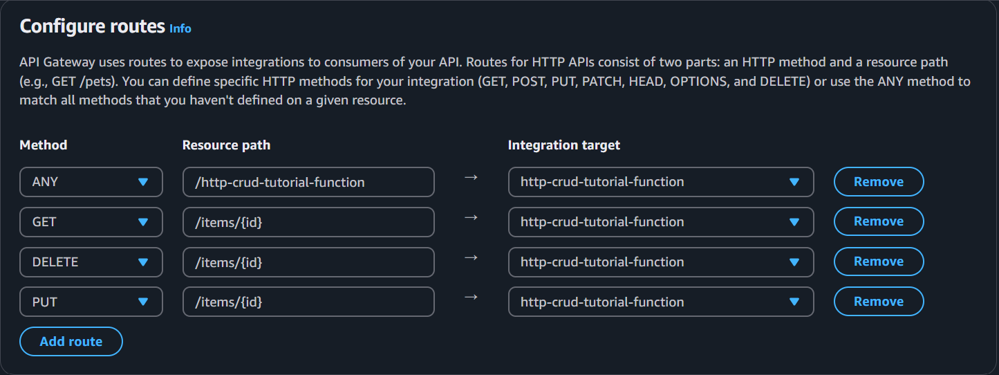 Configure routes Info
API Gateway uses routes to expose integrations to consumers of your API. Routes for HTTP APIs consist of two parts: an HTTP method and a resource path
(e.g., GET /pets). You can define specific HTTP methods for your integration (GET, POST, PUT, PATCH, HEAD, OPTIONS, and DELETE) or use the ANY method to
match all methods that you haven't defined on a given resource.
Method Resource path Integration target
ANY /http-crud-tutorial-function → http-crud-tutorial-function Remove
GET /items/{id} → http-crud-tutorial-function Remove
DELETE /items/{id} → http-crud-tutorial-function Remove
PUT /items/{id} → http-crud-tutorial-function Remove
Add route